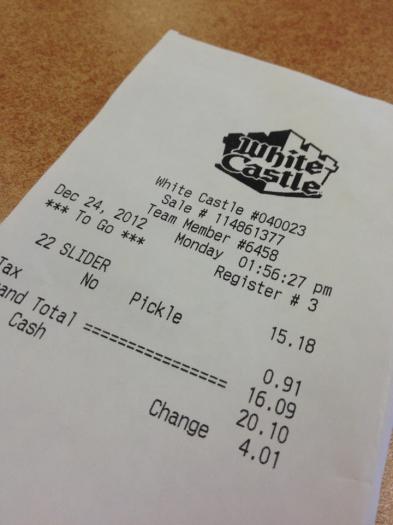 White
Castle
White Castle #040023
Sale # 114861377
Team Member #6458
Dec 24, 2012 Monday 01:56:27 pm
*** To Go *** Register # 3
22 SLIDER 15.18
No Pickle
Tax 0.91
and Total ================ 16.09
Cash 20.10
Change 4.01